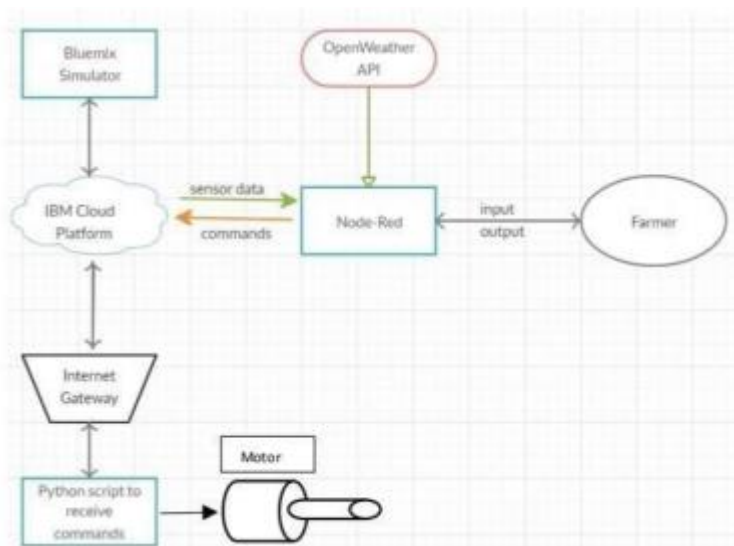 Bluemix
Simulator
OpenWeather
API
sensor data
IBM Cloud
Platform
commands
Node-Red
input
output
Farmer
Internet
Gateway
Motor
Python script to
receive
commands